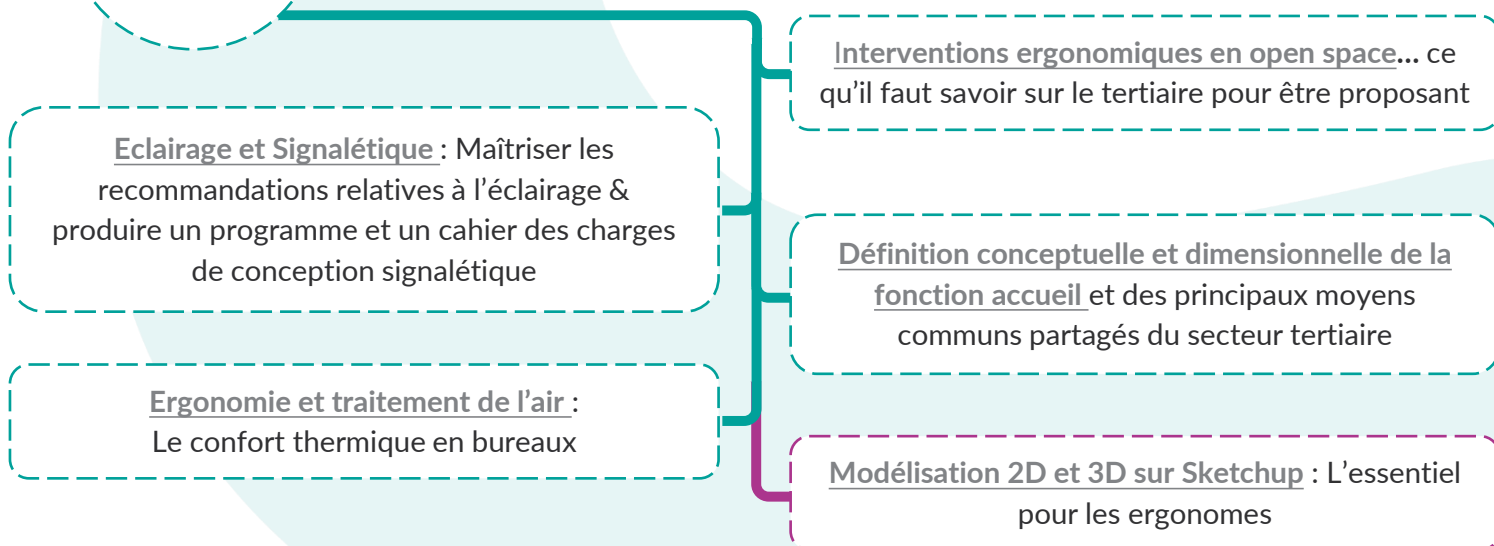 Interventions ergonomiques en open space... ce
qu'il faut savoir sur le tertiaire pour être proposant
Eclairage et Signalétique : Maîtriser les
recommandations relatives à l'éclairage &
produire un programme et un cahier des charges
de conception signalétique
Définition conceptuelle et dimensionnelle de la
fonction accueil et des principaux moyens
communs partagés du secteur tertiaire
Ergonomie et traitement de l'air :
Le confort thermique en bureaux
Modélisation 2D et 3D sur Sketchup : L'essentiel
pour les ergonomes